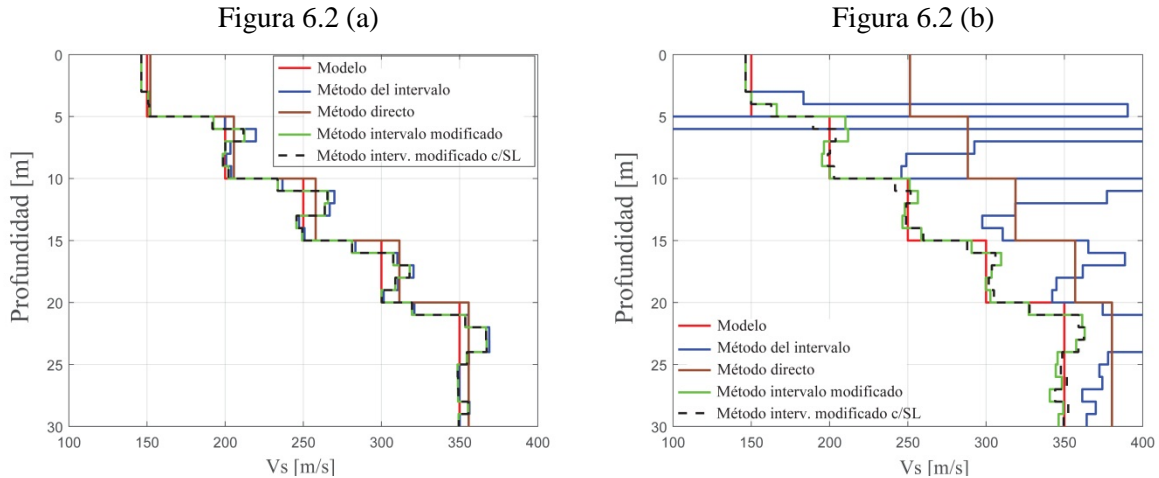 Figura 6.2 (a)
Profundidad [m]
0
5
10
15
20
25
30
100
150
200
250
300
350
400
Vs [m/s]
Modelo
Método del intervalo
Método directo
Método intervalo modificado
Método interv. modificado c/SL
Figura 6.2 (b)
Profundidad [m]
0
5
10
15
20
25
30
100
150
200
250
300
350
400
Vs [m/s]
Modelo
Método del intervalo
Método directo
Método intervalo modificado
Método interv. modificado c/SL